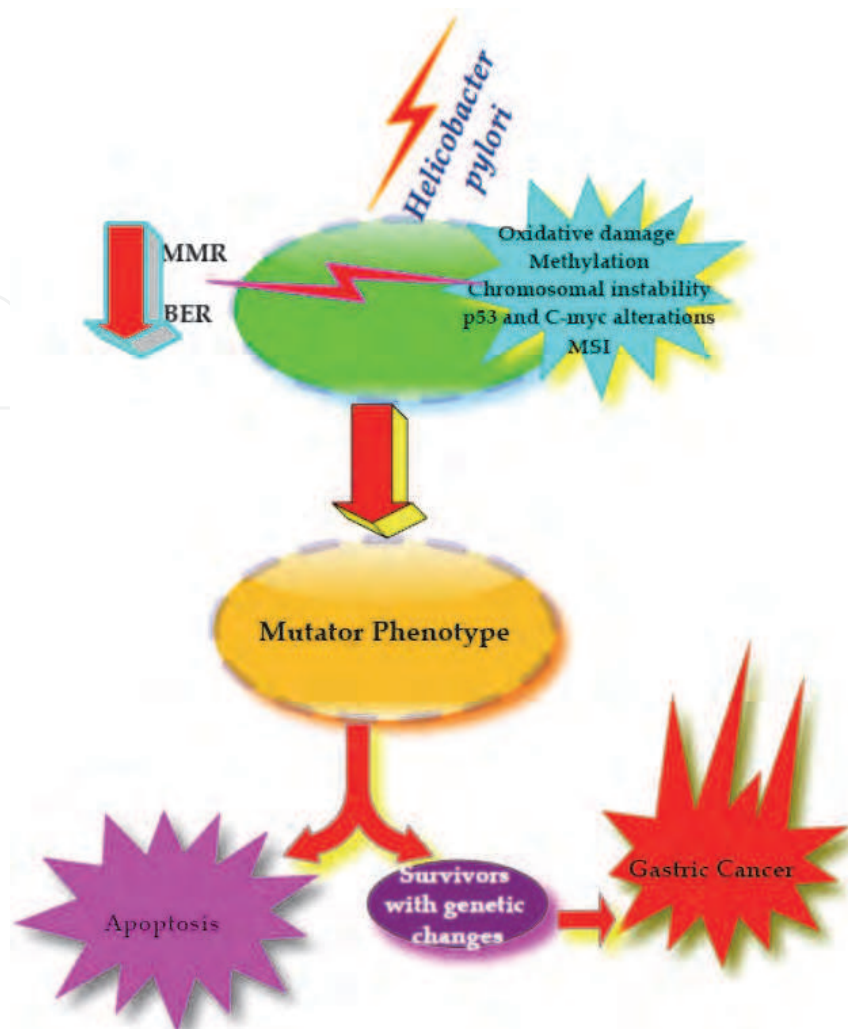 Helicobacter
pylori
MMR
BER
Oxidative damage
Methylation
Chromosomal instability
p53 and C-myc alterations
MSI
Mutator Phenotype
Apoptosis
Survivors
with genetic
changes
Gastric Cancer